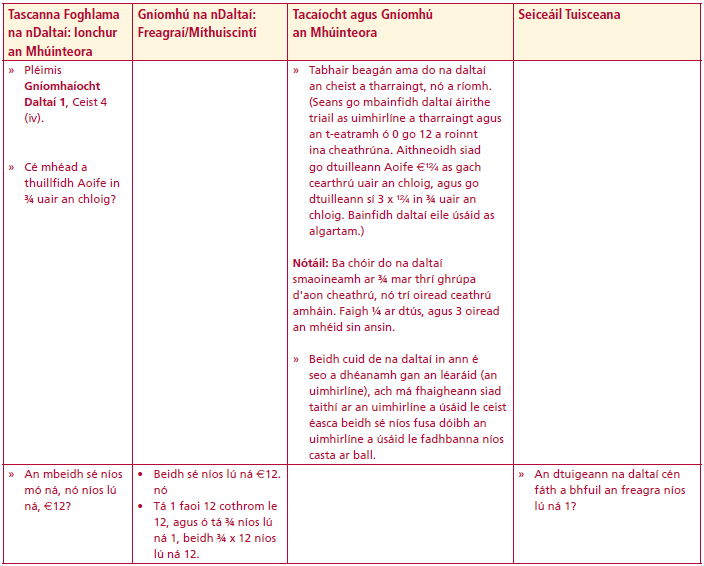 Tascanna Foghlama
na nDaltaí: Ionchur
an Mhúinteora
Gníomhú na nDaltaí:
Freagraí/Míthuiscintí
Tacaíocht agus Gníomhú
an Mhúinteora
Seiceáil Tuisceana
» Pléimis
Gníomhaíocht
Daltaí 1, Ceist 4
(iv).
» Cé mhéad a
thuillfidh Aoife in
¾ uair an chloig?
» Tabhair beagán ama do na daltaí
an cheist a tharraingt, nó a ríomh.
(Seans go mbainfidh daltaí áirithe
triail as uimhirlíne a tharraingt agus
an t-eatramh ó 0 go 12 a roinnt
ina cheathrúna. Aithneoidh siad
go dtuilleann Aoife €12/4 as gach
cearthrú uair an chloig, agus go
dtuilleann sí 3 x 12/4 in ¾ uair an
chloig. Bainfidh daltaí eile úsáid as
algartam.)
Nótáil: Ba chóir do na daltaí
smaoineamh ar ¾ mar thrí ghrúpa
d'aon cheathrú, nó trí oiread ceathrú
amháin. Faigh ¼ ar dtús, agus 3 oiread
an mhéid sin ansin.
» Beidh cuid de na daltaí in ann é
seo a dhéanamh gan an léaráid (an
uimhirlíne), ach má fhaigheann siad
taithí ar an uimhirlíne a úsáid le ceist
éasca beidh sé níos fusa dóibh an
uimhirlíne a úsáid le fadhbanna níos
casta ar ball.
» An mbeidh sé níos
mó ná, nó níos lú
ná, €12?
• Beidh sé níos lú ná €12.
nó
• Tá 1 faoi 12 cothrom le
12, agus ó tá ¾ níos lú
ná 1, beidh ¾ x 12 níos
lú ná 12.
» An dtuigeann na daltaí cén
fáth a bhfuil an freagra níos
lú ná 1?